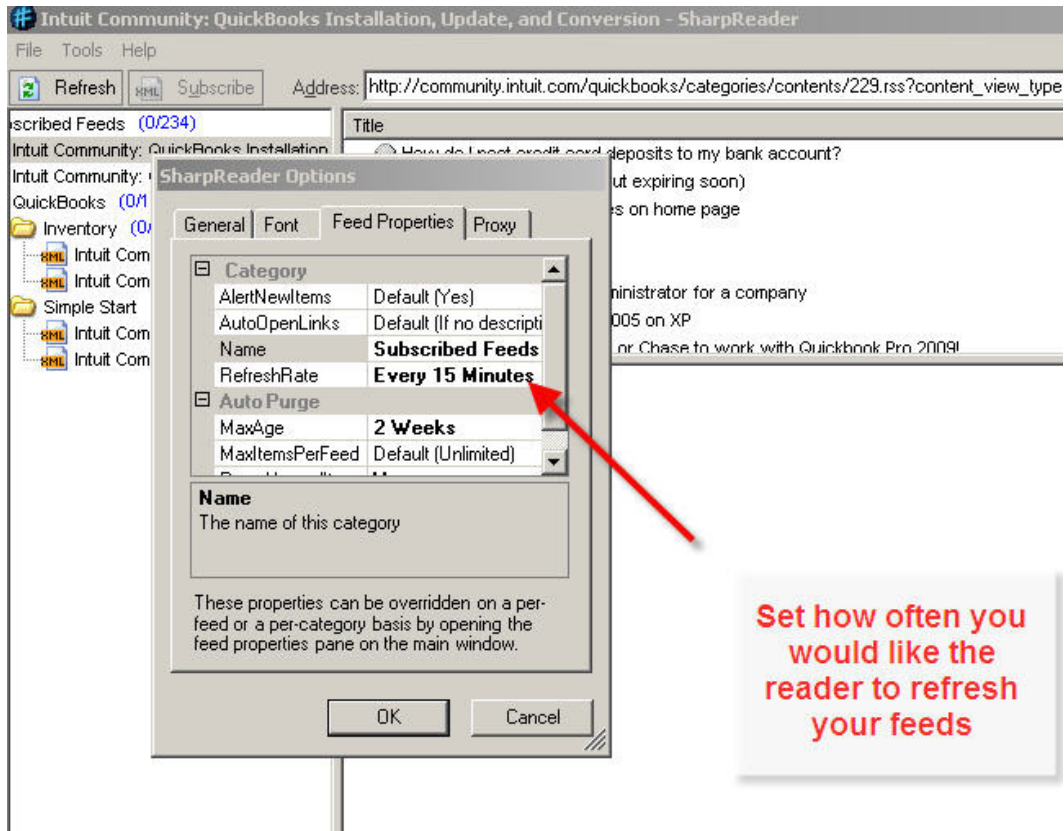 Intuit Community: QuickBooks Installation, Update, and Conversion - SharpReader
File Tools Help
Refresh XML Subscribe Address: http://community.intuit.com/quickbooks/categories/contents/229.rss?content_view_type
scribed Feeds (0/234)
Title
Intuit Community: QuickBooks Installation
How do I post credit card deposits to my bank account?
Intuit Community:
ut expiring soon)
QuickBooks (0/1
s on home page
Inventory (0/
XML Intuit Com
XML Intuit Com
ministrator for a company
Simple Start
005 on XP
XML Intuit Com
or Chase to work with Quickbook Pro 2009!
XML Intuit Com
SharpReader Options
General Font Feed Properties Proxy
Category
AlertNewItems Default (Yes)
AutoOpenLinks Default (If no descripti
Name Subscribed Feeds
RefreshRate Every 15 Minutes
Auto Purge
MaxAge 2 Weeks
MaxItemsPerFeed Default (Unlimited)
Name
The name of this category
These properties can be overridden on a per-
feed or a per-category basis by opening the
feed properties pane on the main window.
OK Cancel
Set how often you
would like the
reader to refresh
your feeds